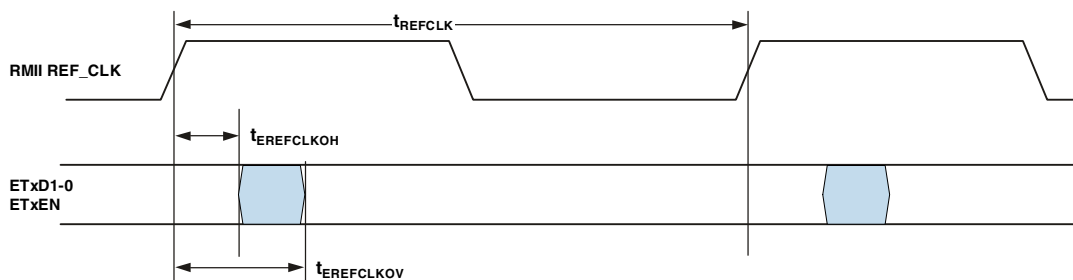 tREFCLK
RMII REF_CLK
tEREFCLKOH
ETxD1-0
ETxEN
tEREFCLKOV